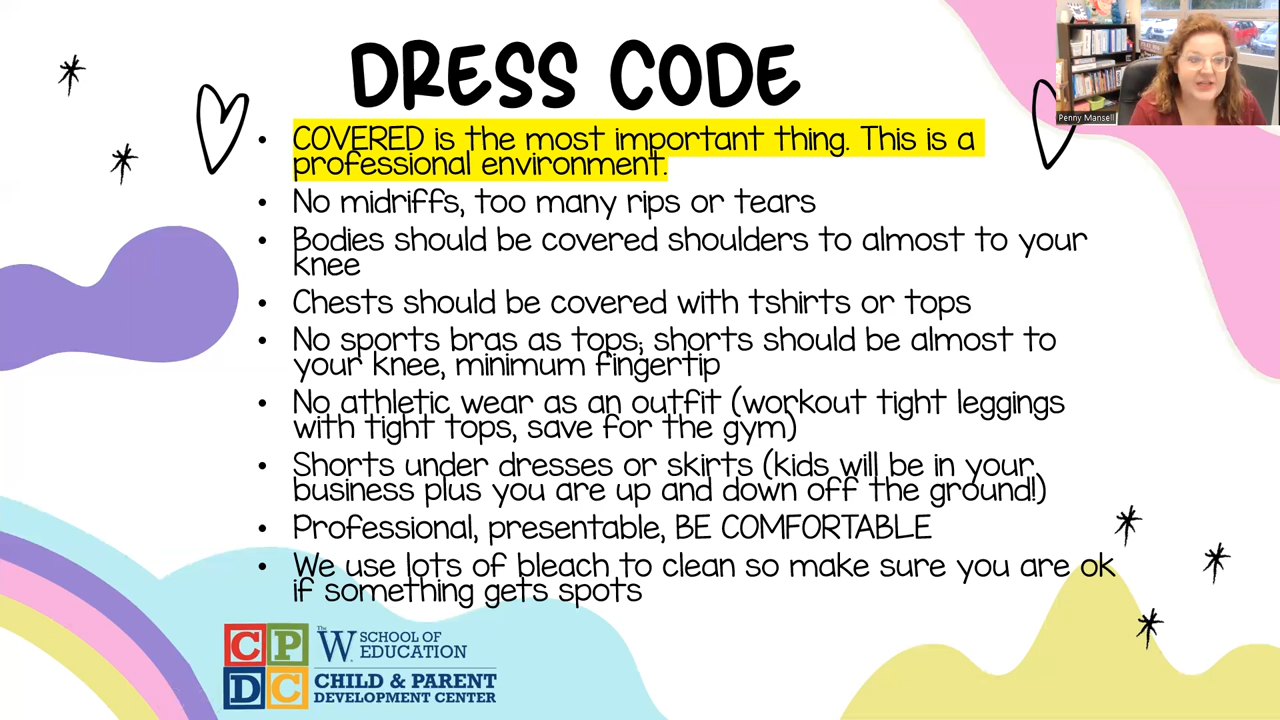 DRESS CODE
Penny Mansell
• COVERED is the most important thing. This is a
professional environment.
• No midriffs, too many rips or tears
• Bodies should be covered shoulders to almost to your
knee
• Chests should be covered with tshirts or tops
• No sports bras as tops; shorts should be almost to
your knee, minimum fingertip
• No athletic wear as an outfit (workout tight leggings
with tight tops, save for the gym)
• Shorts under dresses or skirts (kids will be in your
business plus you are up and down off the ground!)
• Professional, presentable, BE COMFORTABLE
• We use lots of bleach to clean so make sure you are ok
if something gets spots
CP
DC
The W SCHOOL OF
EDUCATION
CHILD & PARENT
DEVELOPMENT CENTER